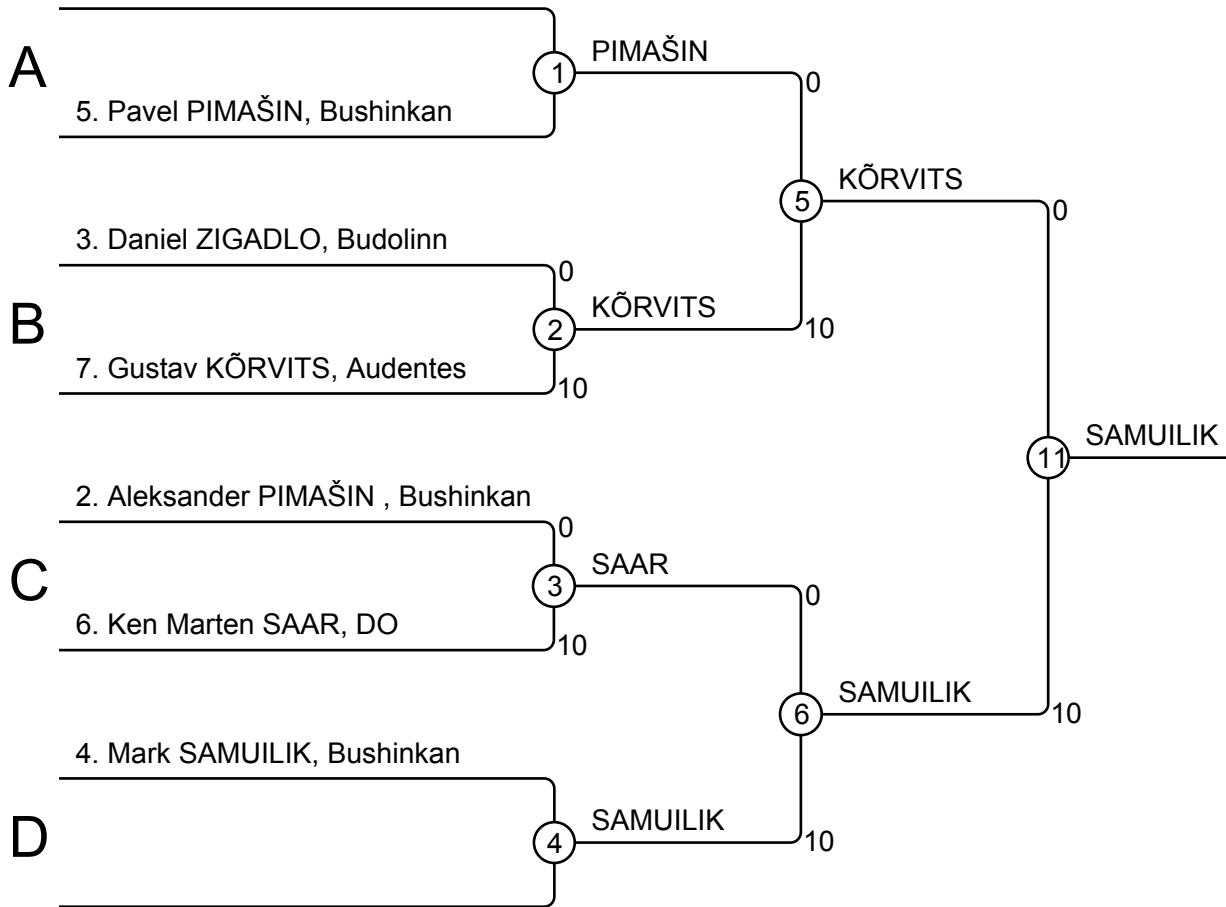 A
1
PIMAŠIN
0
5. Pavel PIMAŠIN, Bushinkan
5
KÕRVITS
0
3. Daniel ZIGADLO, Budolinn
0
B
2
KÕRVITS
10
7. Gustav KÕRVITS, Audentes
10
11
SAMUILIK
2. Aleksander PIMAŠIN , Bushinkan
0
C
3
SAAR
0
6. Ken Marten SAAR, DO
10
6
SAMUILIK
10
4. Mark SAMUILIK, Bushinkan
D
4
SAMUILIK
10